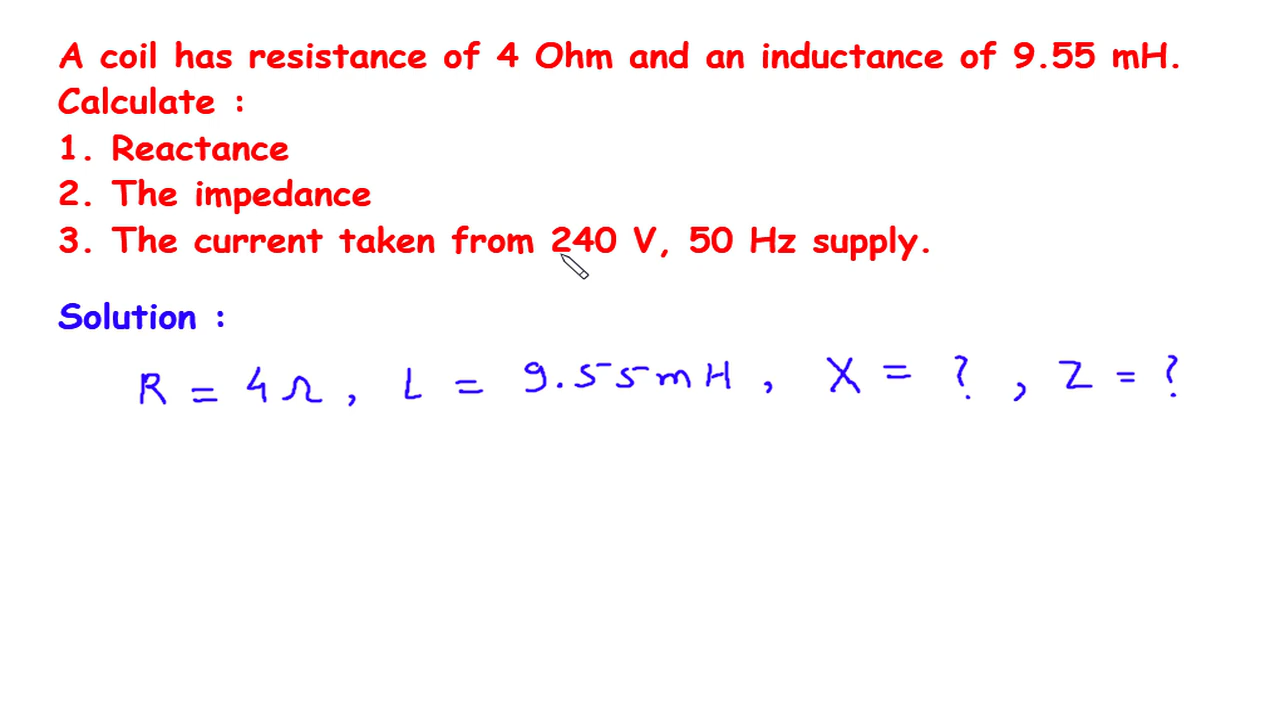 A coil has resistance of 4 Ohm and an inductance of 9.55 mH.
Calculate :
1. Reactance
2. The impedance
3. The current taken from 240 V, 50 Hz supply.
Solution :
R = 4 Ω, L = 9.55 mH, X = ?, Z = ?